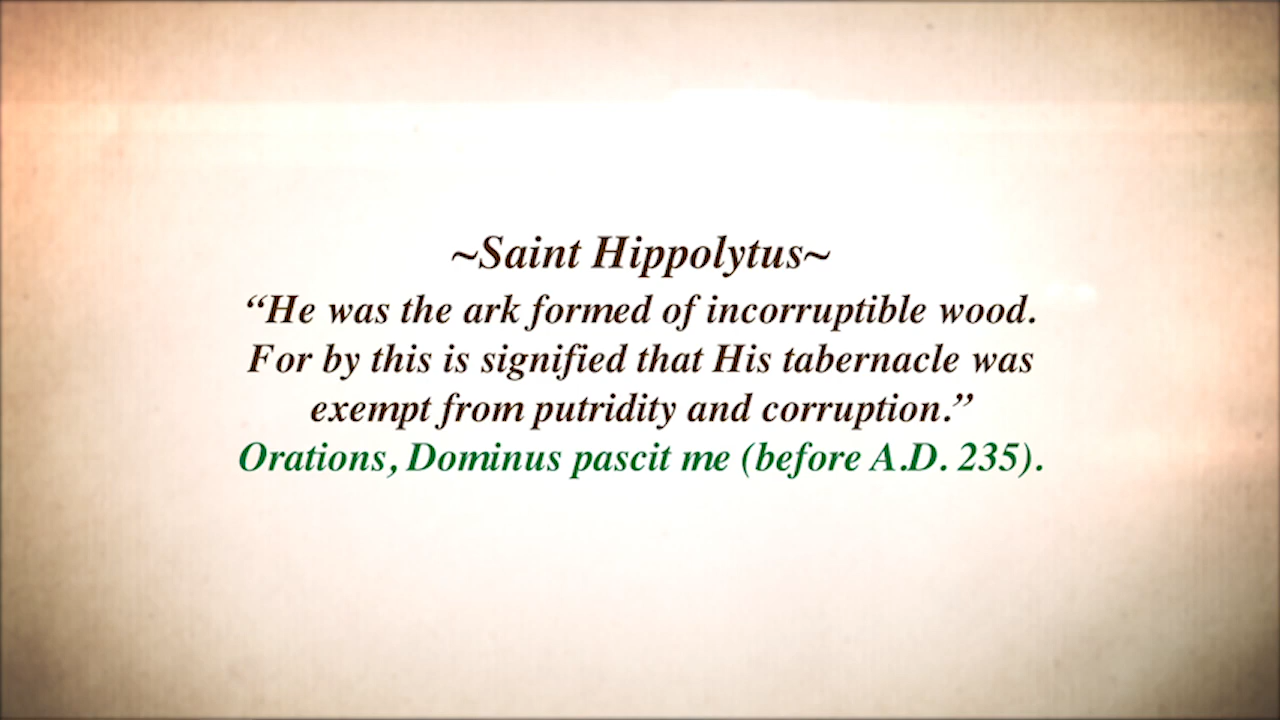 ~Saint Hippolytus~
“He was the ark formed of incorruptible wood.
For by this is signified that His tabernacle was
exempt from putridity and corruption.”
Orations, Dominus pascit me (before A.D. 235).